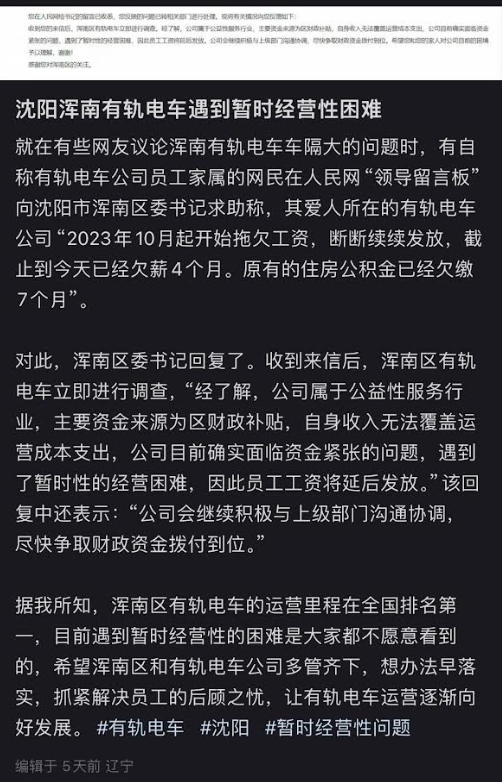 您在人民网给书记的留言已收悉，您反映的问题已转相关部门进行处理，现将有关情况向您反馈如下：
收到您的来信后，浑南区有轨电车立即进行调查。经了解，公司属于公益性服务行业，主要资金来源为区财政补贴，自身收入无法覆盖运营成本支出，公司目前确实面临资金
紧张的问题，遇到了暂时性的经营困难，因此员工工资将延后发放。公司会继续积极与上级部门沟通协调，尽快争取财政资金拨付到位。希望您和您的家人对公司目前的困境
予以理解，谢谢！
感谢您对浑南区的关注。
沈阳浑南有轨电车遇到暂时经营性困难
就在有些网友议论浑南有轨电车车隔大的问题时，有自
称有轨电车公司员工家属的网民在人民网“领导留言板”
向沈阳市浑南区委书记求助称，其爱人所在的有轨电车
公司“2023年10月起开始拖欠工资，断断续续发放，截
止到今天已经欠薪4个月。原有的住房公积金已经欠缴
7个月”。
对此，浑南区委书记回复了。收到来信后，浑南区有轨
电车立即进行调查，“经了解，公司属于公益性服务行
业，主要资金来源为区财政补贴，自身收入无法覆盖运
营成本支出，公司目前确实面临资金紧张的问题，遇到
了暂时性的经营困难，因此员工工资将延后发放。”该回
复中还表示：“公司会继续积极与上级部门沟通协调，
尽快争取财政资金拨付到位。”
据我所知，浑南区有轨电车的运营里程在全国排名第
一，目前遇到暂时性经营的困难是大家都不愿意看到
的，希望浑南区和有轨电车公司多管齐下，想办法早落
实，抓紧解决员工的后顾之忧，让有轨电车运营逐渐向
好发展。 #有轨电车 #沈阳 #暂时经营性问题
编辑于 5天前 辽宁